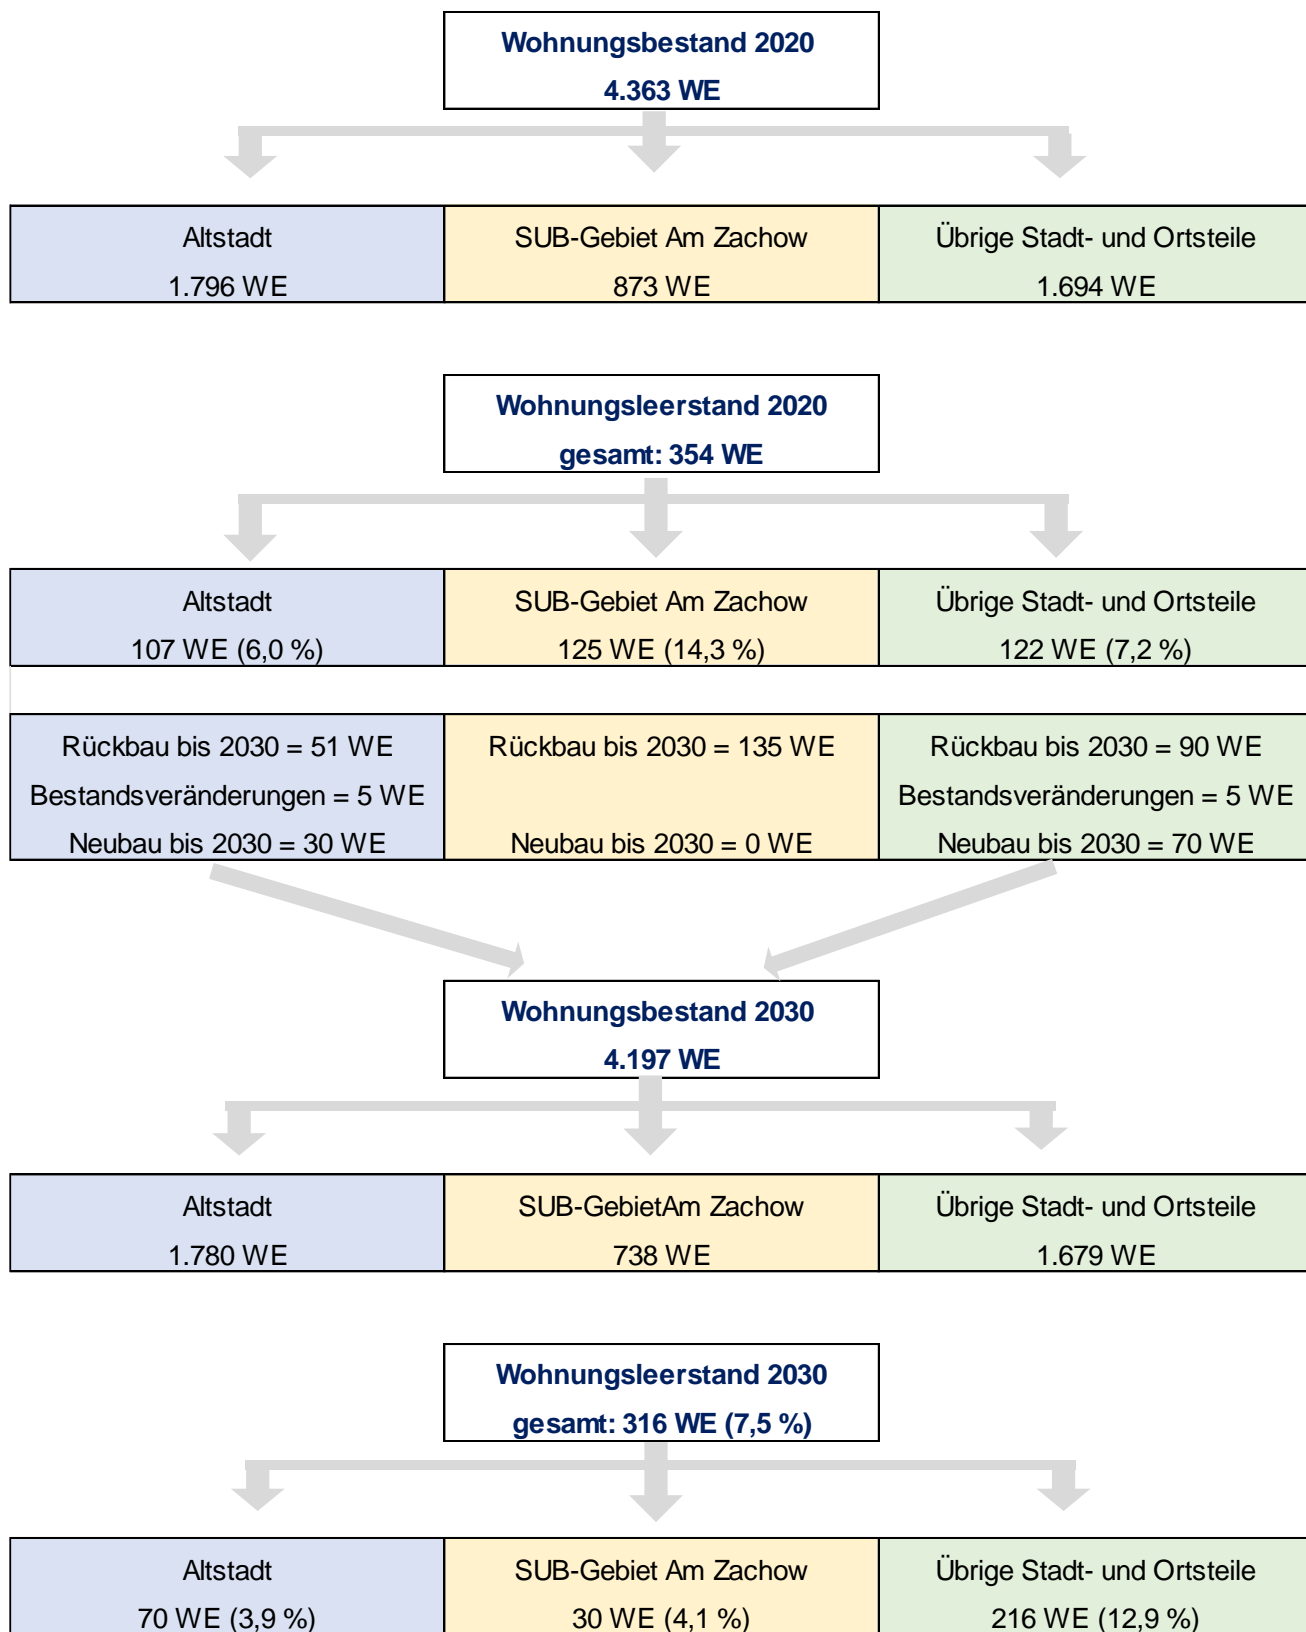 Wohnungsbestand 2020
4.363 WE
Altstadt
1.796 WE
SUB-Gebiet Am Zachow
873 WE
Übrige Stadt- und Ortsteile
1.694 WE
Wohnungsleerstand 2020
gesamt: 354 WE
Altstadt
107 WE (6,0 %)
SUB-Gebiet Am Zachow
125 WE (14,3 %)
Übrige Stadt- und Ortsteile
122 WE (7,2 %)
Rückbau bis 2030 = 51 WE
Bestandsveränderungen = 5 WE
Neubau bis 2030 = 30 WE
Rückbau bis 2030 = 135 WE
Neubau bis 2030 = 0 WE
Rückbau bis 2030 = 90 WE
Bestandsveränderungen = 5 WE
Neubau bis 2030 = 70 WE
Wohnungsbestand 2030
4.197 WE
Altstadt
1.780 WE
SUB-GebietAm Zachow
738 WE
Übrige Stadt- und Ortsteile
1.679 WE
Wohnungsleerstand 2030
gesamt: 316 WE (7,5 %)
Altstadt
70 WE (3,9 %)
SUB-Gebiet Am Zachow
30 WE (4,1 %)
Übrige Stadt- und Ortsteile
216 WE (12,9 %)